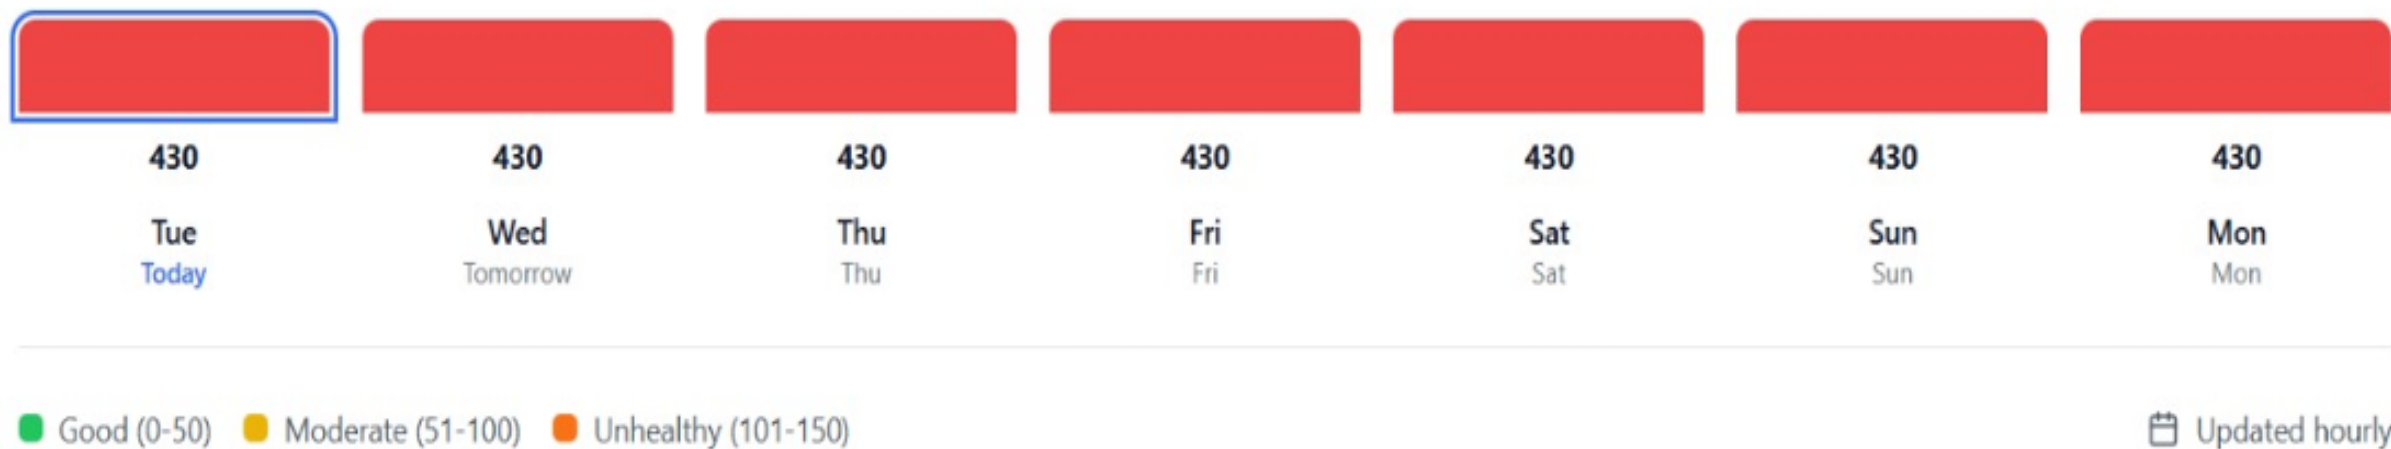 430 430 430 430 430 430 430
Tue Wed Thu Fri Sat Sun Mon
Today Tomorrow Thu Fri Sat Sun Mon
Good (0-50) Moderate (51-100) Unhealthy (101-150) Updated hourly